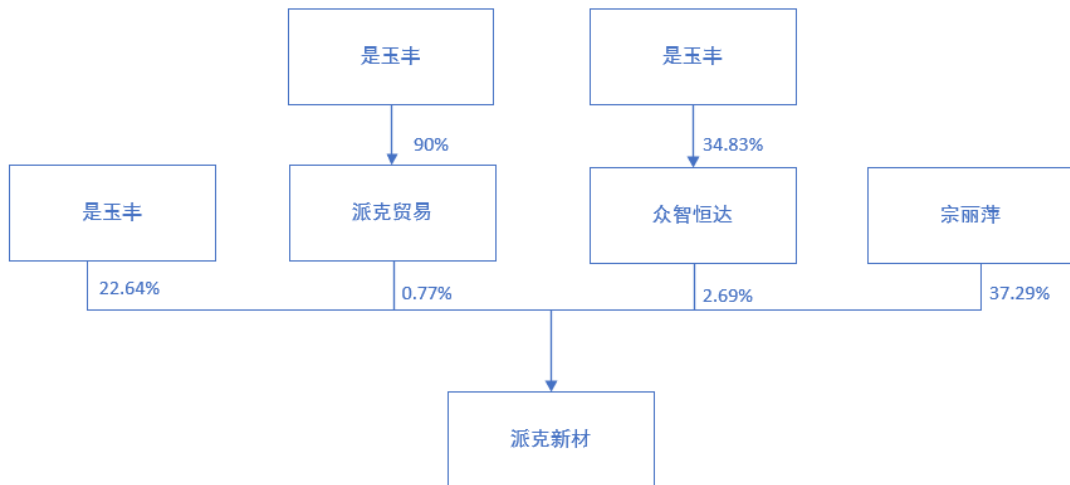 是玉丰
是玉丰
90%
34.83%
是玉丰
派克贸易
众智恒达
宗丽萍
22.64%
0.77%
2.69%
37.29%
派克新材